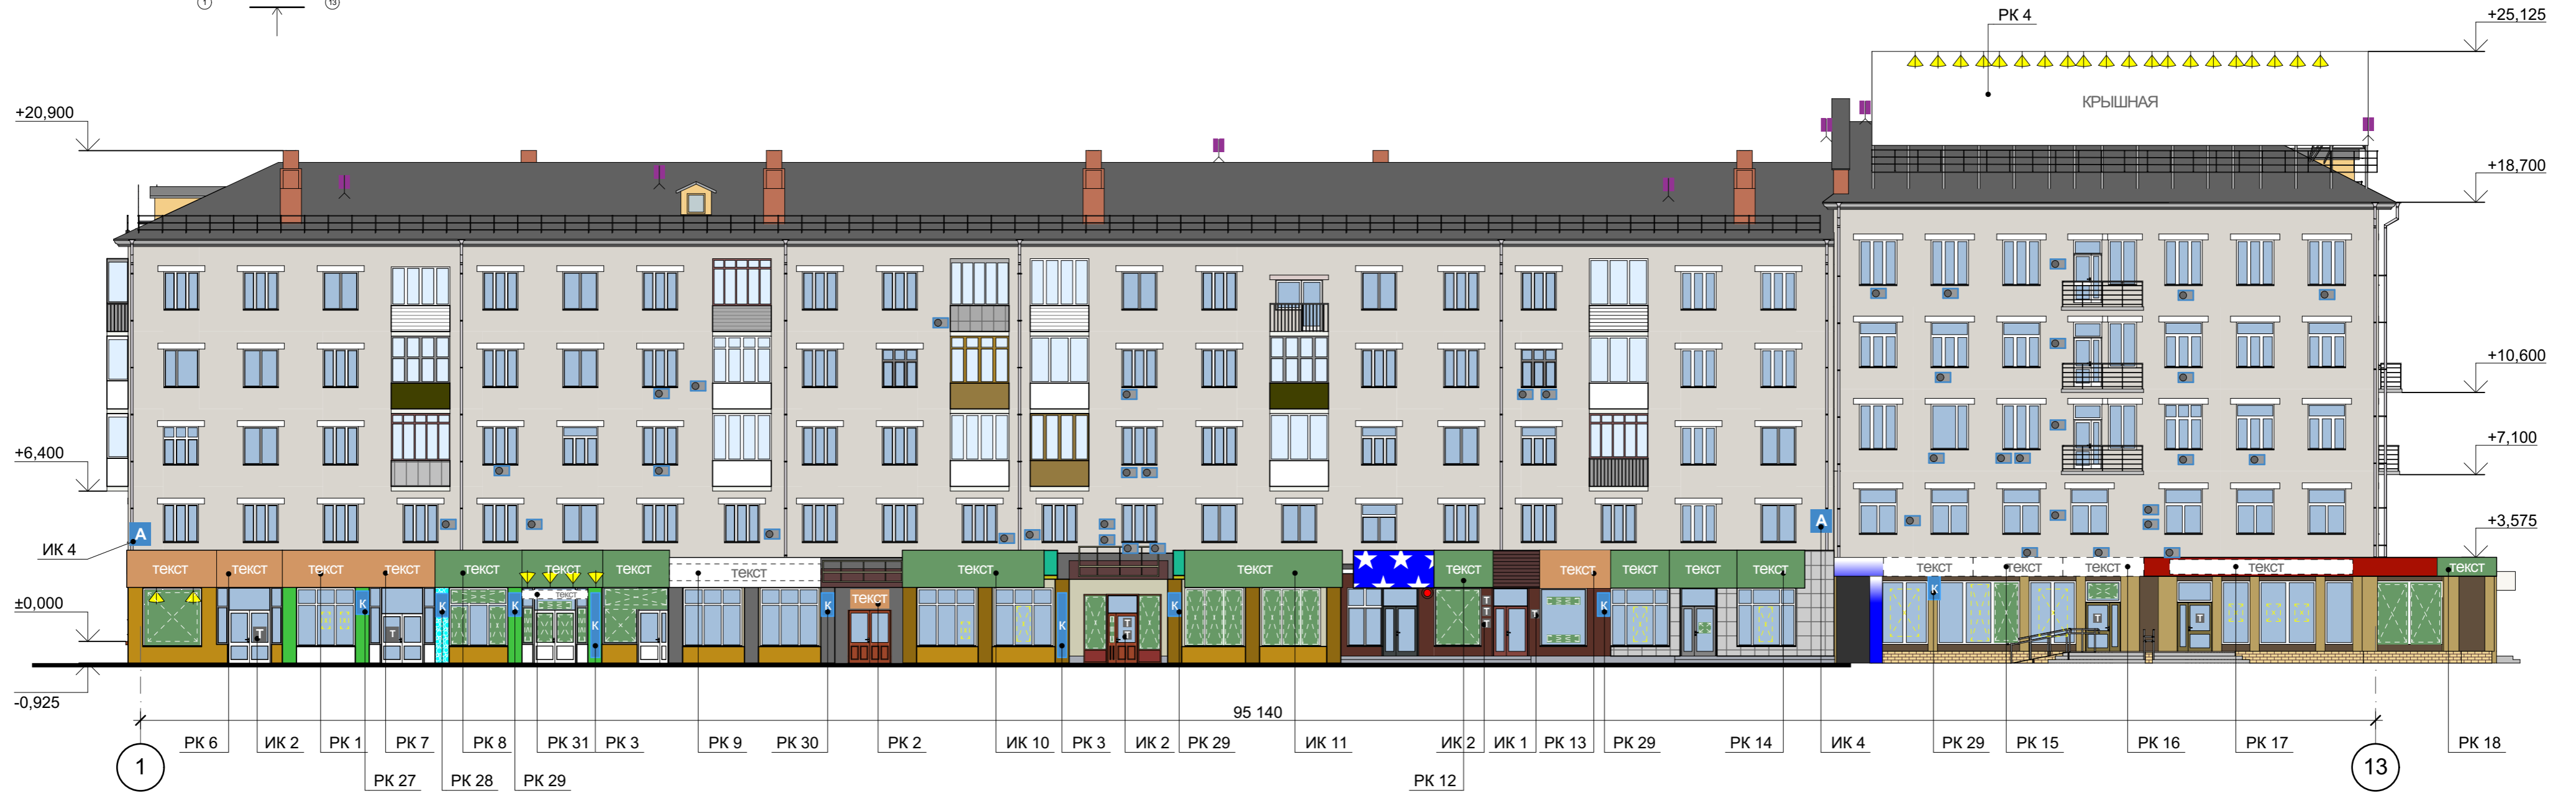 1 13
РК 4
+25,125
КРЫШНАЯ
+20,900
+18,700
+10,600
+6,400
+7,100
А
А
+3,575
ИК 4
текст текст текст текст текст текст текст текст текст текст текст текст текст текст текст текст текст текст текст текст
текст
текст
±0,000
К К К К К К К К К
Т Т Т Т Т Т Т Т Т Т
-0,925
95 140
РК 6 ИК 2 РК 1 РК 7 РК 8 РК 31 РК 3 РК 9 РК 30 РК 2 ИК 10 РК 3 ИК 2 РК 29 ИК 11 ИК 2 ИК 1 РК 13 РК 29 РК 14 ИК 4 РК 29 РК 15 РК 16 РК 17 РК 18
1 13
РК 27 РК 28 РК 29 РК 12